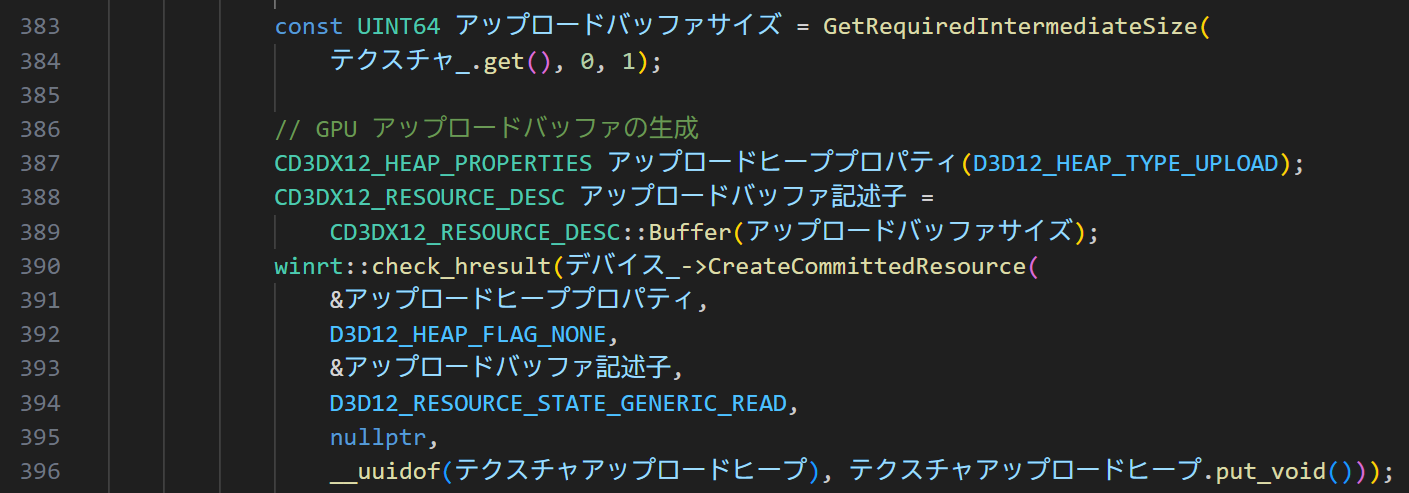 383 const UINT64 アップロードバッファサイズ = GetRequiredIntermediateSize(
384 テクスチャ_.get(), 0, 1);
385
386 // GPU アップロードバッファの生成
387 CD3DX12_HEAP_PROPERTIES アップロードヒーププロパティ(D3D12_HEAP_TYPE_UPLOAD);
388 CD3DX12_RESOURCE_DESC アップロードバッファ記述子 =
389 CD3DX12_RESOURCE_DESC::Buffer(アップロードバッファサイズ);
390 winrt::check_hresult(デバイス_->CreateCommittedResource(
391 &アップロードヒーププロパティ,
392 D3D12_HEAP_FLAG_NONE,
393 &アップロードバッファ記述子,
394 D3D12_RESOURCE_STATE_GENERIC_READ,
395 nullptr,
396 __uuidof(テクスチャアップロードヒープ), テクスチャアップロードヒープ.put_void()));